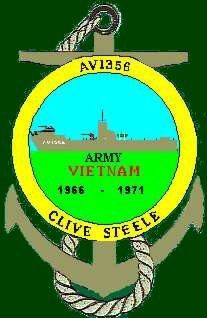 AV1356
AV1356
ARMY
VIETNAM
1966 - 1971
CLIVE STEELE